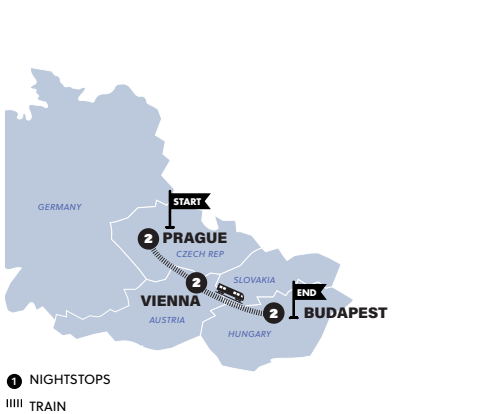 GERMANY
START
2 PRAGUE
CZECH REP
2
VIENNA
SLOVAKIA
END
2 BUDAPEST
AUSTRIA
HUNGARY
1 NIGHTSTOPS
TRAIN